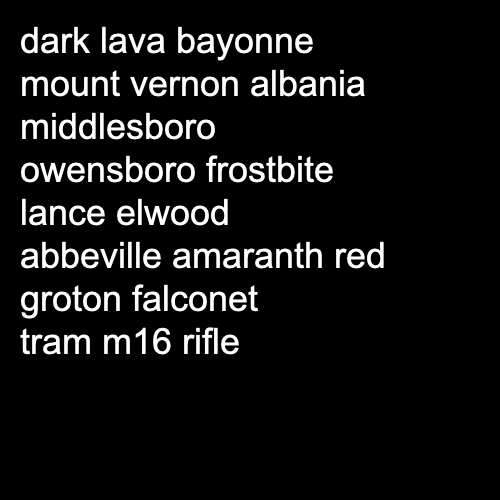 dark lava bayonne
mount vernon albania
middlesboro
owensboro frostbite
lance elwood
abbeville amaranth red
groton falconet
tram m16 rifle